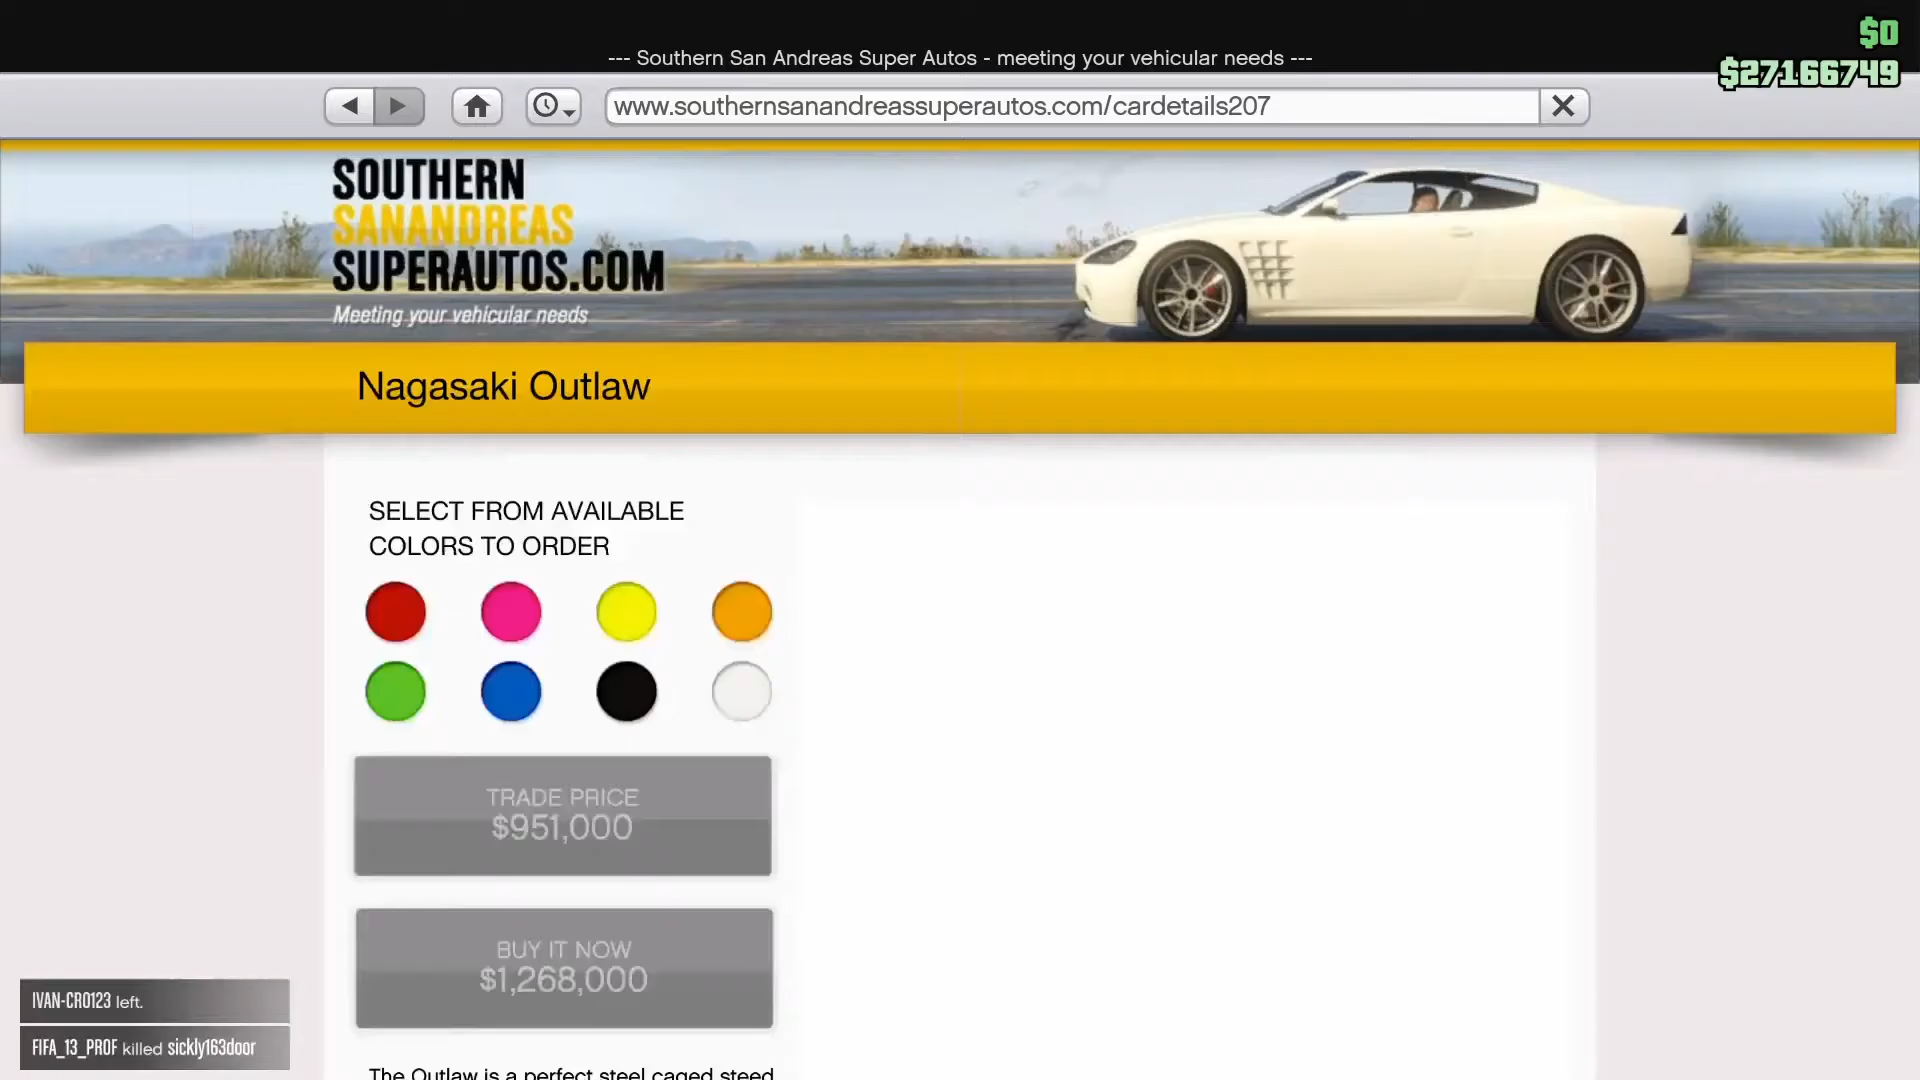 $0
--- Southern San Andreas Super Autos - meeting your vehicular needs ---
$27166749
www.southernsanandreassuperautos.com/cardetails207
SOUTHERN
SANANDREAS
SUPERAUTOS.COM
Meeting your vehicular needs
Nagasaki Outlaw
SELECT FROM AVAILABLE
COLORS TO ORDER
TRADE PRICE
$951,000
BUY IT NOW
$1,268,000
IVAN-CRO123 left.
FIFA_13_PROF killed sickly163door
The Outlaw is a perfect steel caged steed